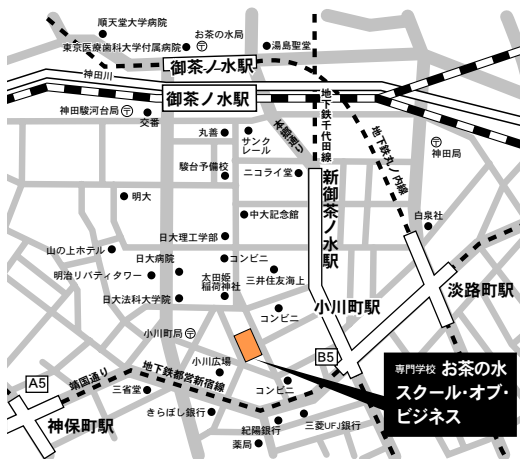 順天堂大学病院
お茶の水局
東京医療歯科大学付属病院
湯島聖堂
御茶ノ水駅
神田川
御茶ノ水駅
地下鉄千代田線
神田駿河台局
交番
丸善
サンク
レール
本郷通り
地下鉄丸ノ内線
神田局
駿台予備校
ニコライ堂
新御茶ノ水駅
明大
中大記念館
白泉社
日大理工学部
山の上ホテル
日大病院
コンビニ
明治リバティタワー
太田姫
稲荷神社
三井住友海上
日大法科大学院
淡路町駅
小川町駅
コンビニ
小川町局
小川広場
B5
専門学校 お茶の水
スクール・オブ・
ビジネス
A5
靖国通り
地下鉄都営新宿線
三省堂
コンビニ
きらぼし銀行
神保町駅
紀陽銀行
三菱UFJ銀行
薬局